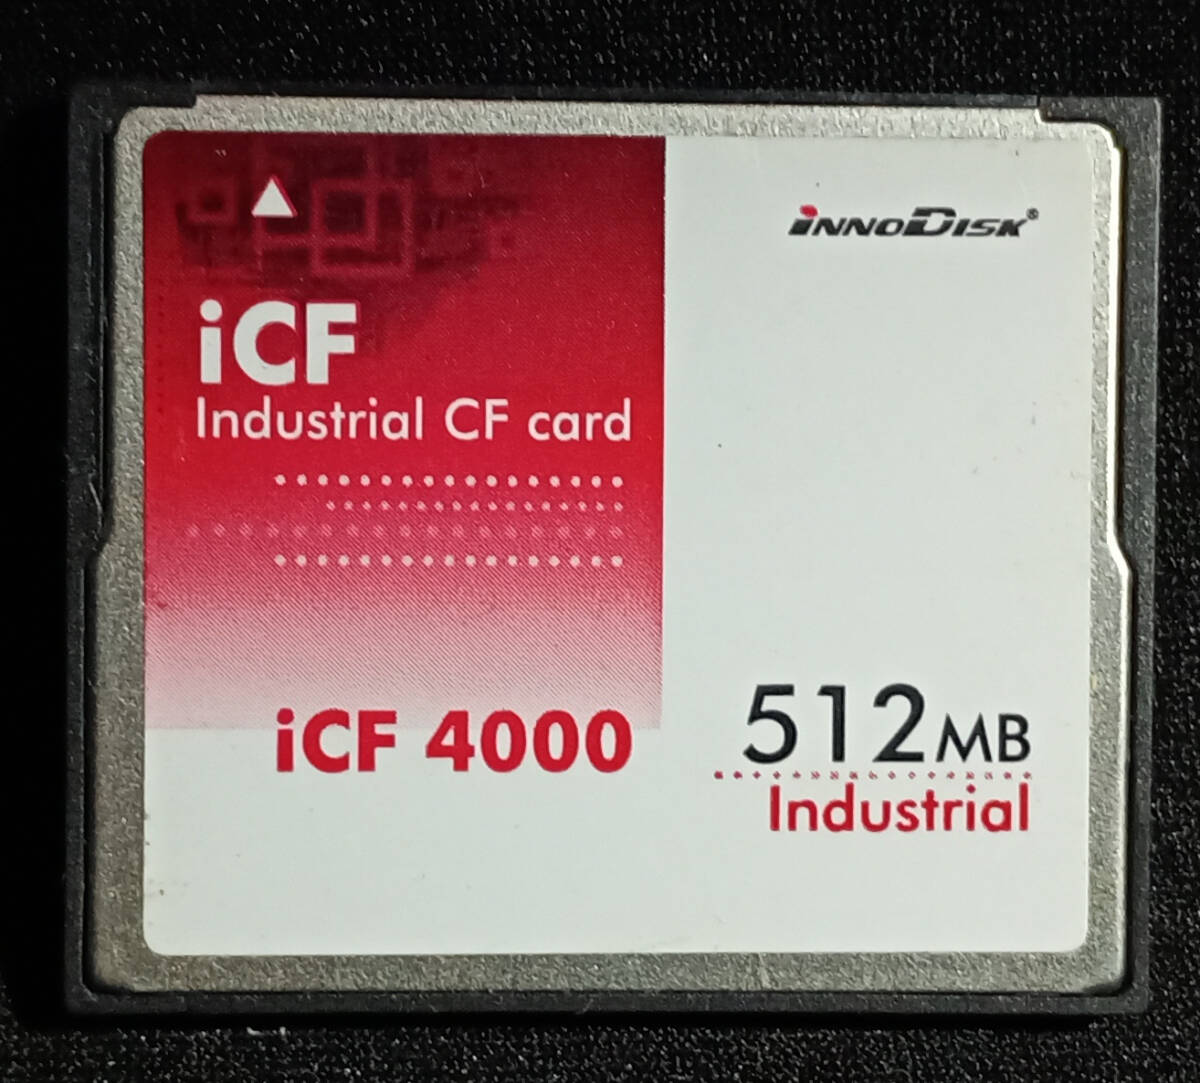 iNNODISK®
iCF
Industrial CF card
iCF 4000
512MB
Industrial